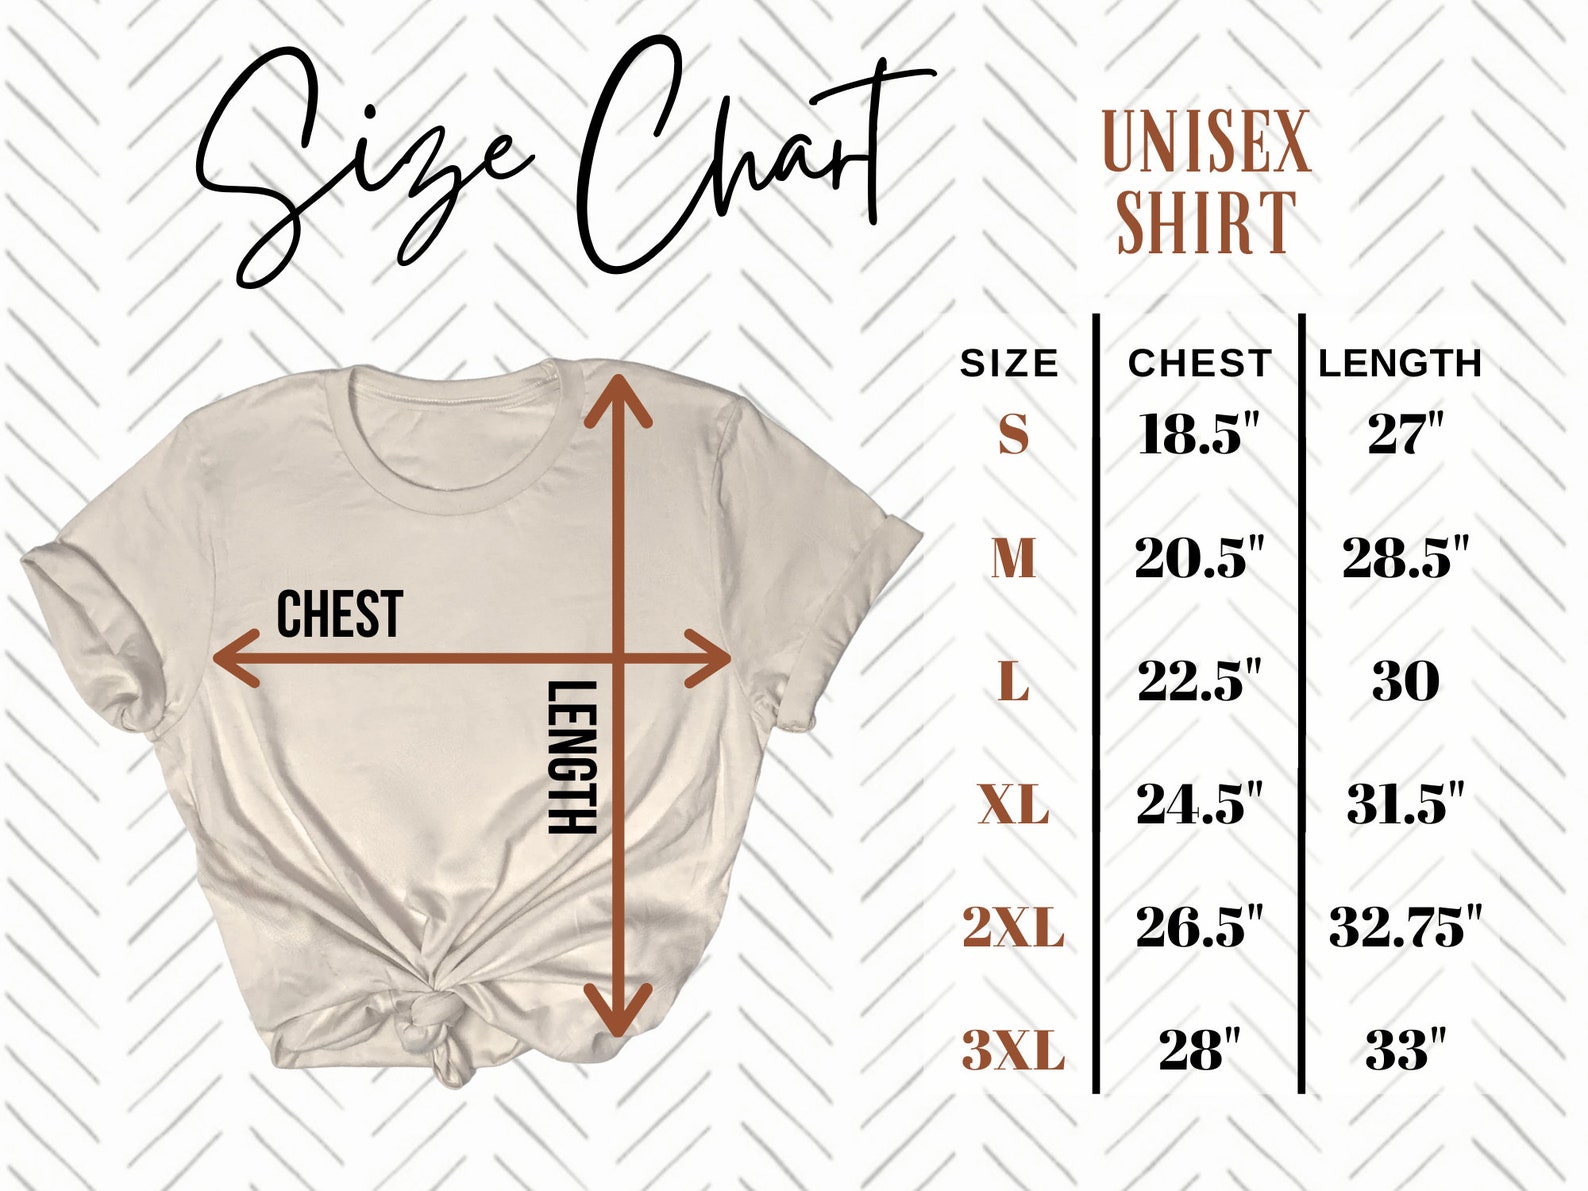 Size Chart
UNISEX
SHIRT
SIZE CHEST LENGTH
S 18.5" 27"
M 20.5" 28.5"
L 22.5" 30
XL 24.5" 31.5"
2XL 26.5" 32.75"
3XL 28" 33"
CHEST
LENGTH